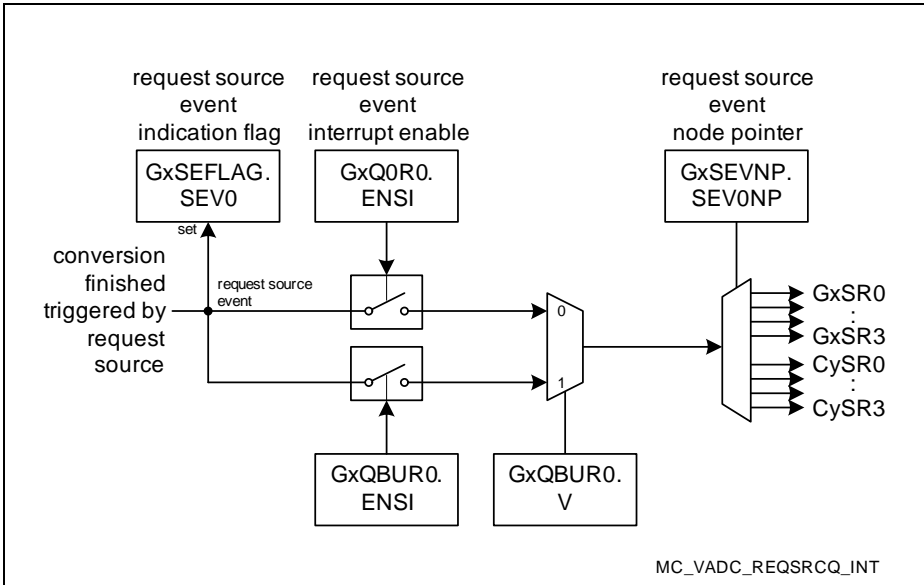 request source
event
indication flag
request source
event
interrupt enable
request source
event
node pointer
GxSEFLAG.
SEV0
GxQ0R0.
ENSI
GxSEVNP.
SEV0NP
set
conversion
finished
triggered by
request
source
request source
event
0
1
GxSR0
:
GxSR3
CySR0
:
CySR3
GxQBUR0.
ENSI
GxQBUR0.
V
MC_VADC_REQSRCQ_INT